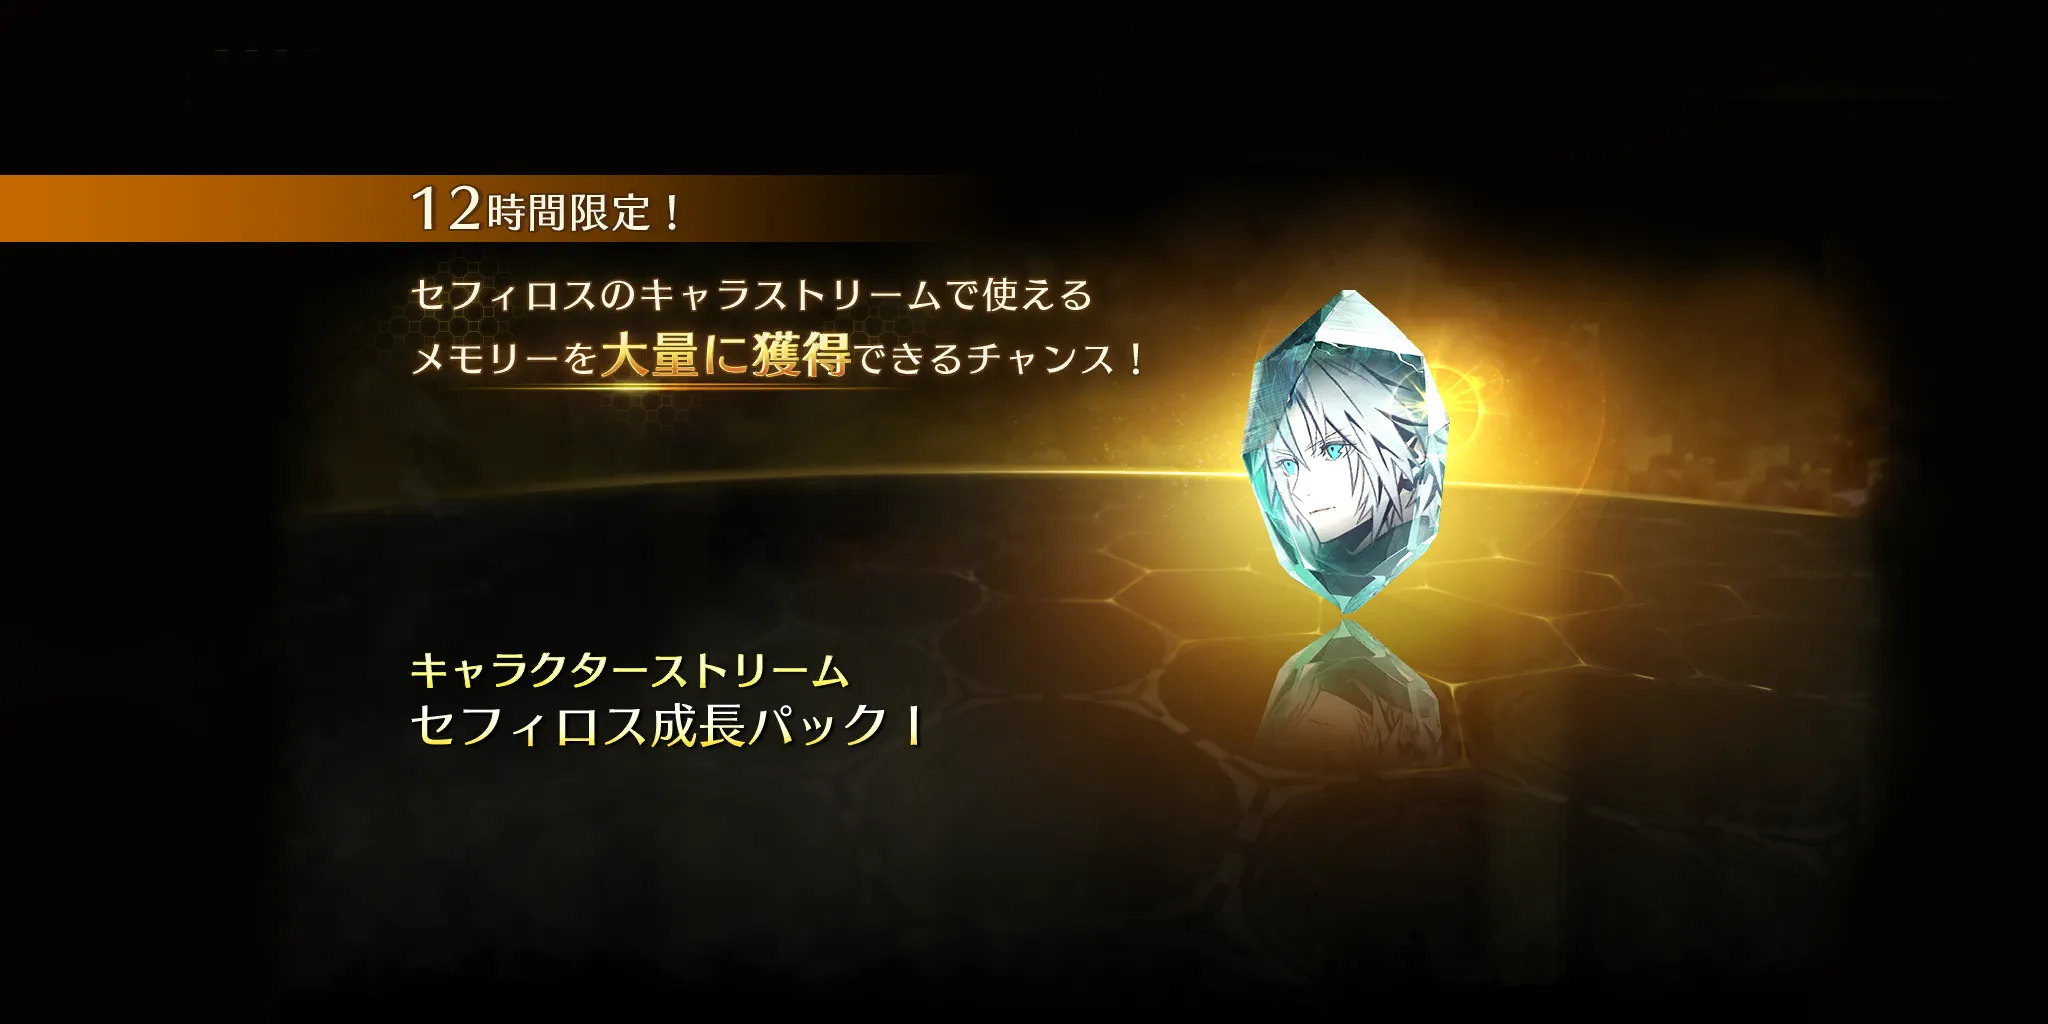 12時間限定！
セフィロスのキャラストリームで使える
メモリーを大量に獲得できるチャンス！
キャラクターストリーム
セフィロス成長パック I